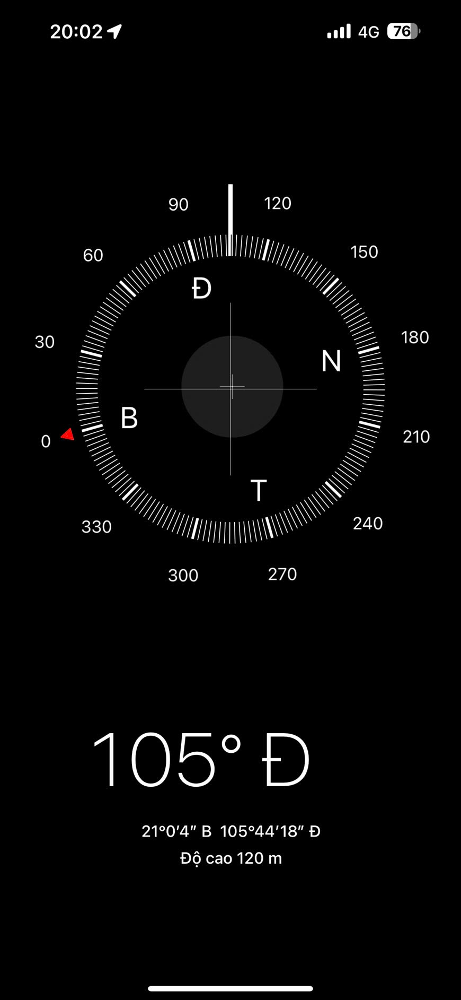 20:02 4G 76
90 120
60 150
Đ
30 180
N
B
0 210
T
330 240
300 270
105° Đ
21°0′4″ B 105°44′18″ Đ
Độ cao 120 m